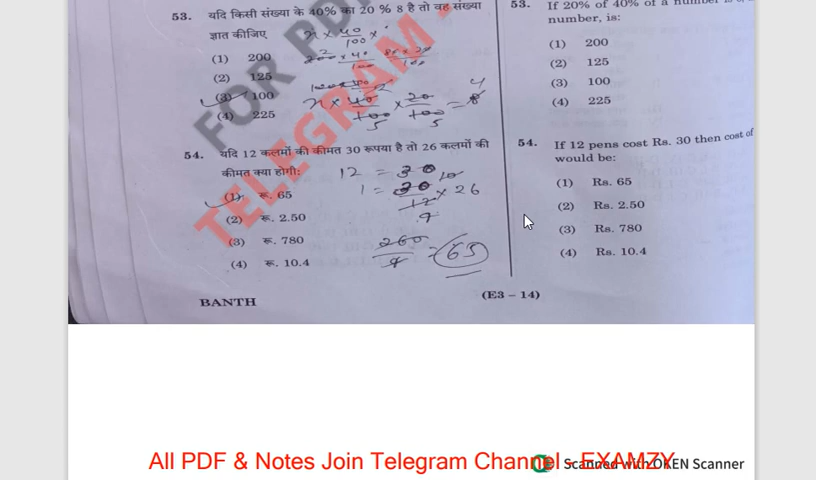 53. यदि किसी संख्या के 40% का 20 % 8 है तो वह संख्या
ज्ञात कीजिए
(1) 200
(2) 125
(3) 100
(4) 225
54. यदि 12 कलमों की कीमत 30 रूपया है तो 26 कलमों की
कीमत क्या होगी:
12 = 30
(1) रू. 65
(2) रू. 2.50
(3) रू. 780
(4) रू. 10.4
65
BANTH
53. If 20% of 40% of a number is
number, is:
(1) 200
(2) 125
(3) 100
(4) 225
54. If 12 pens cost Rs. 30 then cost of
would be:
(1) Rs. 65
(2) Rs. 2.50
(3) Rs. 780
(4) Rs. 10.4
(E3 – 14)
FOR PD
TELEGRAM -
All PDF & Notes Join Telegram Channel - EXAMZY
Scanned with OKEN Scanner